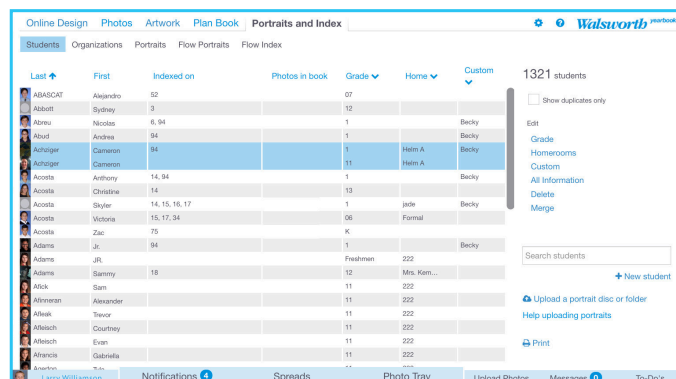 Online Design Photos Artwork Plan Book Portraits and Index Walsworth yearbooks
Students Organizations Portraits Flow Portraits Flow Index
Last First Indexed on Photos in book Grade Home Custom
1321 students
ABASCAT Alejandro 52 07
Show duplicates only
Abbott Sydney 3 12
Abreu Nicolas 6, 94 1 Becky
Edit
Abud Andrea 94 1 Becky
Grade
Achziger Cameron 94 1 Helm A Becky
Homerooms
Achziger Cameron 11 Helm A
Custom
Acosta Anthony 14, 94 1 Becky
All Information
Acosta Christine 14 13
Delete
Acosta Skyler 14, 15, 16, 17 1 jade Becky
Merge
Acosta Victoria 15, 17, 34 06 Formal
Acosta Zac 75 K
Adams Jr. 94 1 Becky
Adams JR. Freshmen 222
Search students
Adams Sammy 18 12 Mrs. Kem...
+ New student
Afick Sam 11 222
Afinneran Alexander 11 222
Upload a portrait disc or folder
Afleak Trevor 11 222
Help uploading portraits
Afleisch Courtney 11 222
Afleisch Evan 11 222
Print
Afrancis Gabriella 11 222
Larry Williamson Notifications 4 Spreads Photo Tray Upload Photos Messages 0 To-Do's